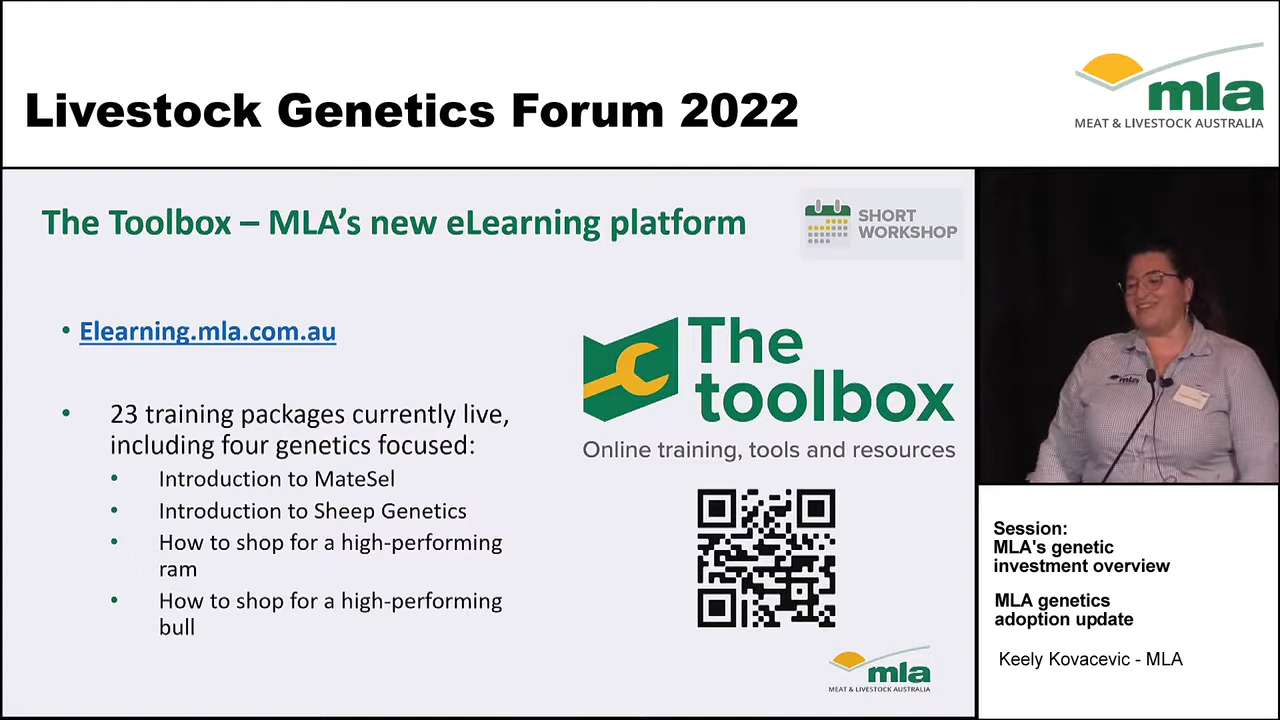 Livestock Genetics Forum 2022
mla
MEAT & LIVESTOCK AUSTRALIA
The Toolbox – MLA's new eLearning platform
SHORT
WORKSHOP
• Elearning.mla.com.au
• 23 training packages currently live,
including four genetics focused:
• Introduction to MateSel
• Introduction to Sheep Genetics
• How to shop for a high-performing
ram
• How to shop for a high-performing
bull
The
toolbox
Online training, tools and resources
mla
MEAT & LIVESTOCK AUSTRALIA
mla
Session:
MLA's genetic
investment overview
MLA genetics
adoption update
Keely Kovacevic - MLA